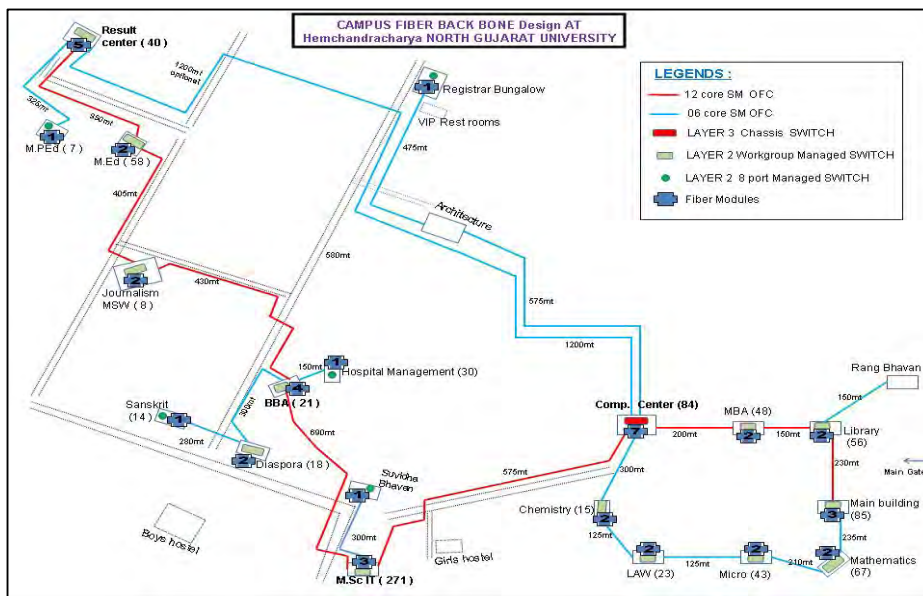 CAMPUS FIBER BACK BONE Design AT
Hemchandracharya NORTH GUJARAT UNIVERSITY
Result
center ( 40 )
5
1200mt
optional
325mt
950mt
1
M.PEd ( 7 )
2
M.Ed ( 58 )
405mt
1
Registrar Bungalow
VIP Rest rooms
475mt
Architecture
580mt
575mt
1200mt
LEGENDS :
12 core SM OFC
06 core SM OFC
LAYER 3 Chassis SWITCH
LAYER 2 Workgroup Managed SWITCH
LAYER 2 8 port Managed SWITCH
Fiber Modules
2
Journalism
MSW ( 8 )
430mt
150mt
1
Hospital Management (30)
4
BBA ( 21 )
300mt
Sanskrit
(14)
1
280mt
2
Diaspora (18)
690mt
Suvidha
Bhavan
1
300mt
3
M.Sc IT ( 271)
Boys hostel
Girls hostel
575mt
Comp. Center (84)
7
200mt
MBA (48)
2
150mt
Rang Bhavan
150mt
2
Library
(56)
Main Gate
230mt
300mt
Chemistry (15)
2
125mt
2
LAW (23)
125mt
2
Micro (43)
210mt
2
Mathematics
(67)
235mt
3
Main building
(85)